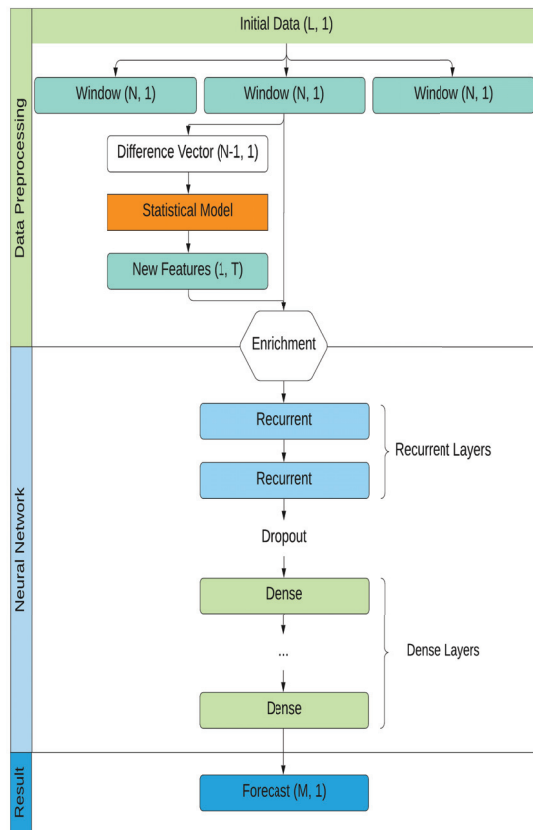 Initial Data (L, 1)
Window (N, 1)
Window (N, 1)
Window (N, 1)
Data Preprocessing
Difference Vector (N-1, 1)
Statistical Model
New Features (1, T)
Enrichment
Neural Network
Recurrent
Recurrent
Recurrent Layers
Dropout
Dense
...
Dense
Dense Layers
Result
Forecast (M, 1)